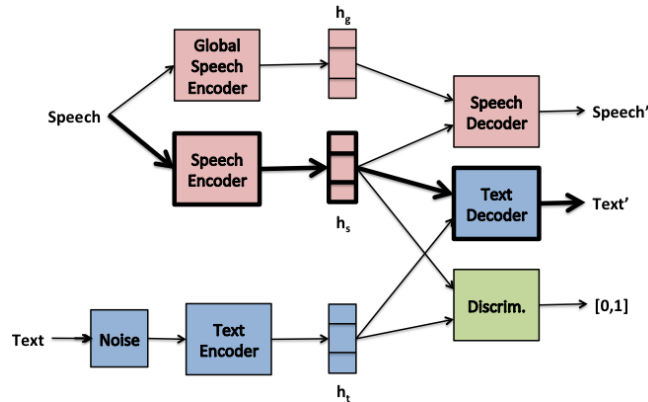 h_g
Global
Speech
Encoder
Speech
Decoder
Speech'
Speech
Speech
Encoder
h_s
Text
Decoder
Text'
Discrim.
[0,1]
Text
Noise
Text
Encoder
h_t